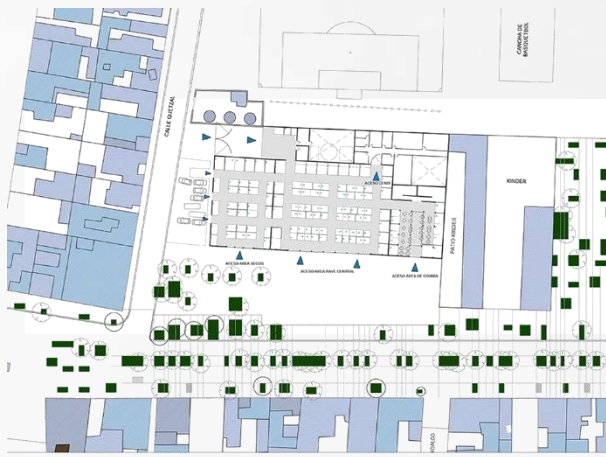 CANCHA DE
BASQUETBOL
CALLE QUETZAL
KINDER
PATIO KINDER
ACCESO CENDI
ACCESO AREA SECOS
ACCESO AREA NAVE CENTRAL
ACCESO AREA DE COMIDA